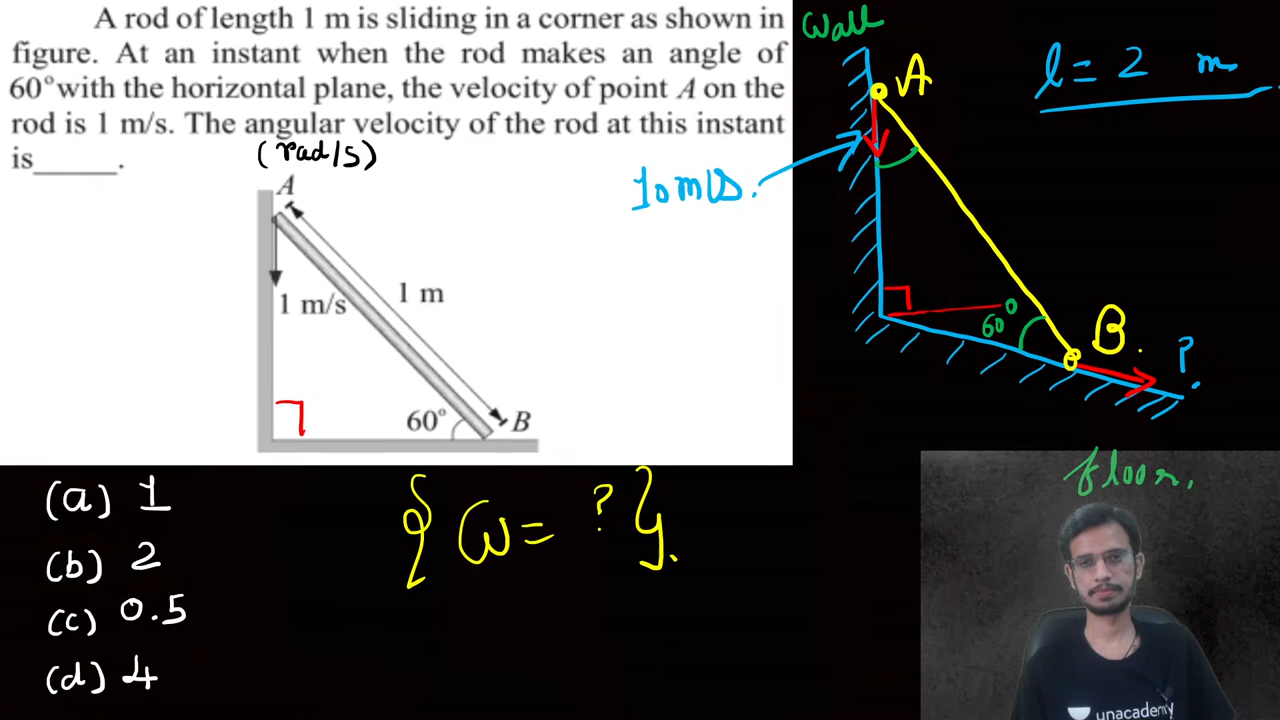 A rod of length 1 m is sliding in a corner as shown in
figure. At an instant when the rod makes an angle of
60° with the horizontal plane, the velocity of point A on the
rod is 1 m/s. The angular velocity of the rod at this instant
is______.
(rad/s)
A
1 m/s
1 m
60°
B
(a) 1
(b) 2
(c) 0.5
(d) 4
{ω = ?}.
Wall
A
l = 2 m
10 m/s.
60°
B.
?
floor.
unacademy